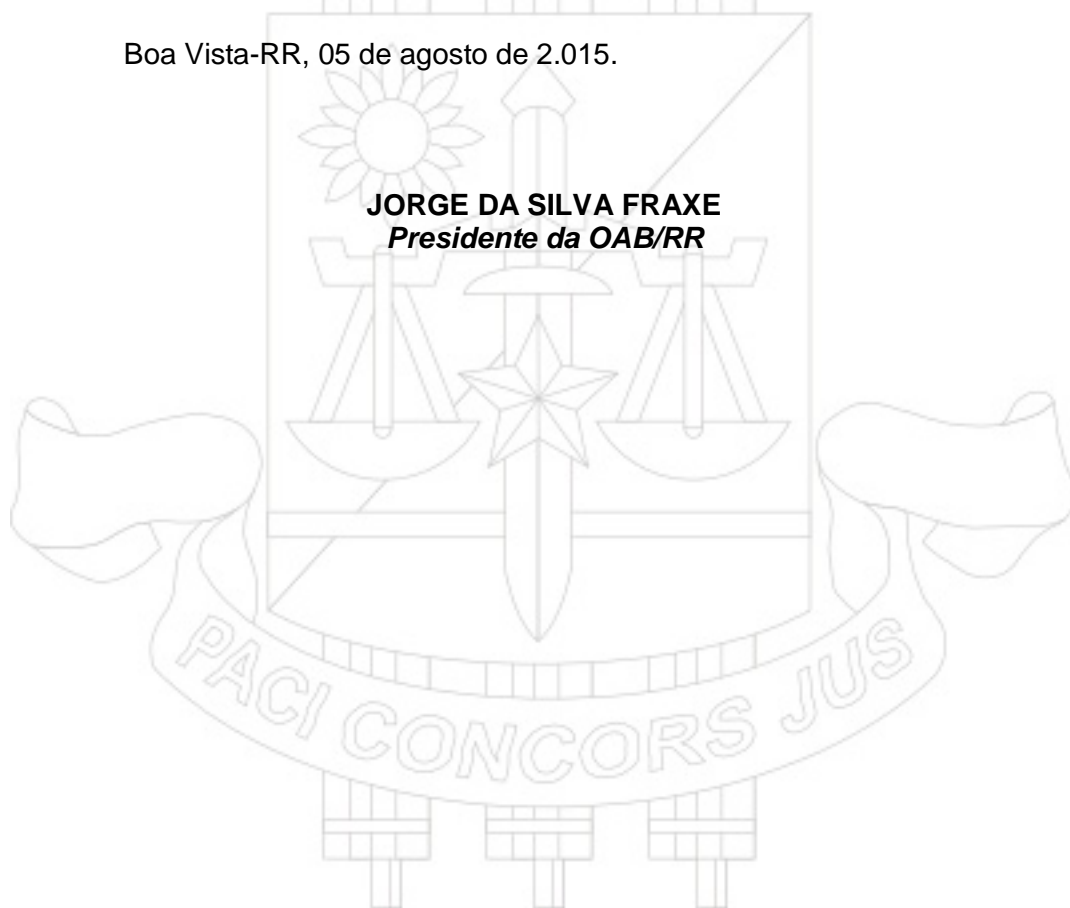 Boa Vista-RR, 05 de agosto de 2.015.
JORGE DA SILVA FRAXE
Presidente da OAB/RR
PACI CONCORS JUS